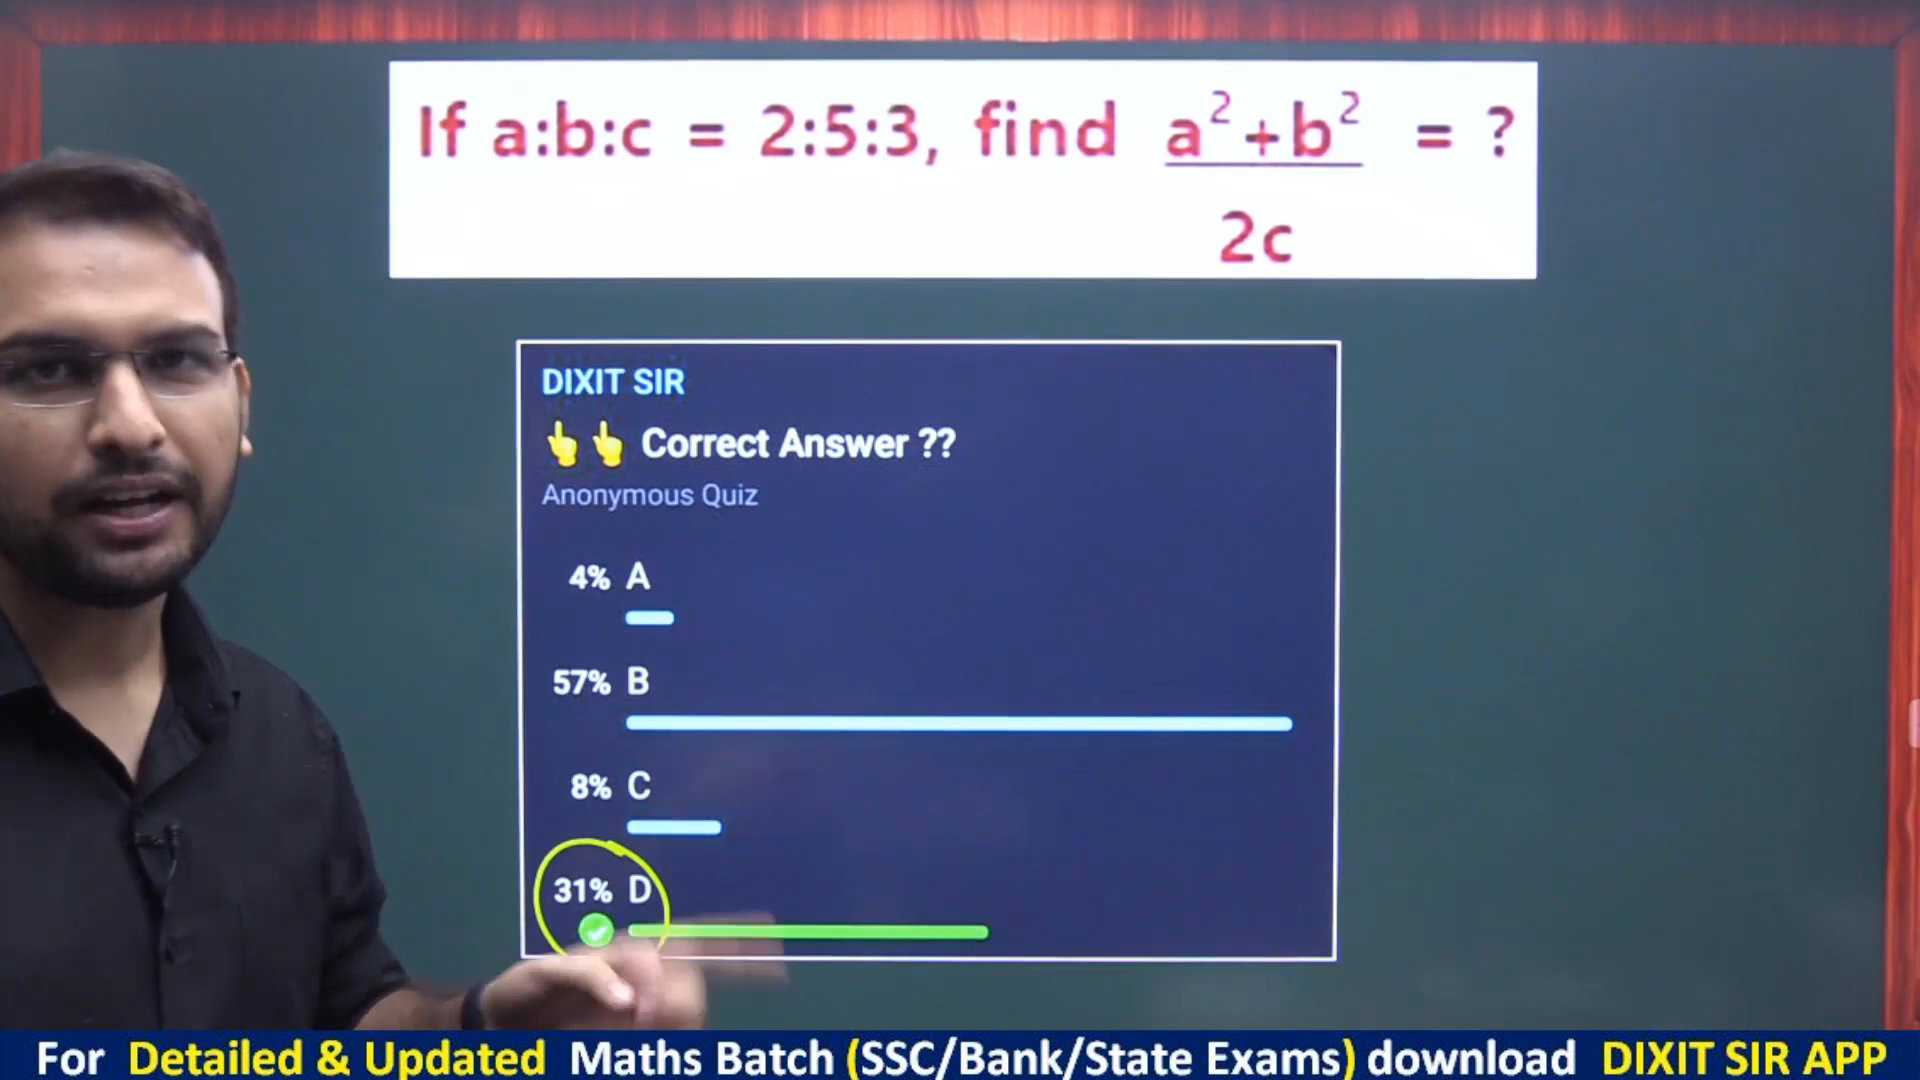 If a:b:c = 2:5:3, find a²+b² = ?
2c
DIXIT SIR
👆👆 Correct Answer ??
Anonymous Quiz
4% A
57% B
8% C
31% D
For Detailed & Updated Maths Batch (SSC/Bank/State Exams) download DIXIT SIR APP